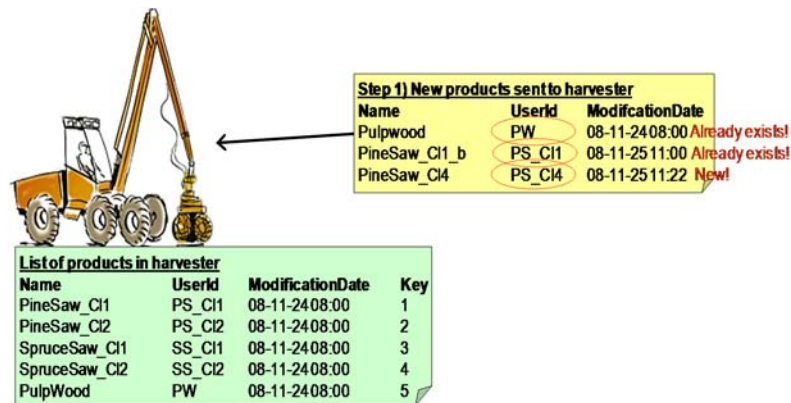 Step 1) New products sent to harvester
Name UserId ModifcationDate
Pulpwood PW 08-11-24 08:00 Already exists!
PineSaw_Cl1_b PS_Cl1 08-11-25 11:00 Already exists!
PineSaw_Cl4 PS_Cl4 08-11-25 11:22 New!
List of products in harvester
Name UserId ModificationDate Key
PineSaw_Cl1 PS_Cl1 08-11-24 08:00 1
PineSaw_Cl2 PS_Cl2 08-11-24 08:00 2
SpruceSaw_Cl1 SS_Cl1 08-11-24 08:00 3
SpruceSaw_Cl2 SS_Cl2 08-11-24 08:00 4
PulpWood PW 08-11-24 08:00 5